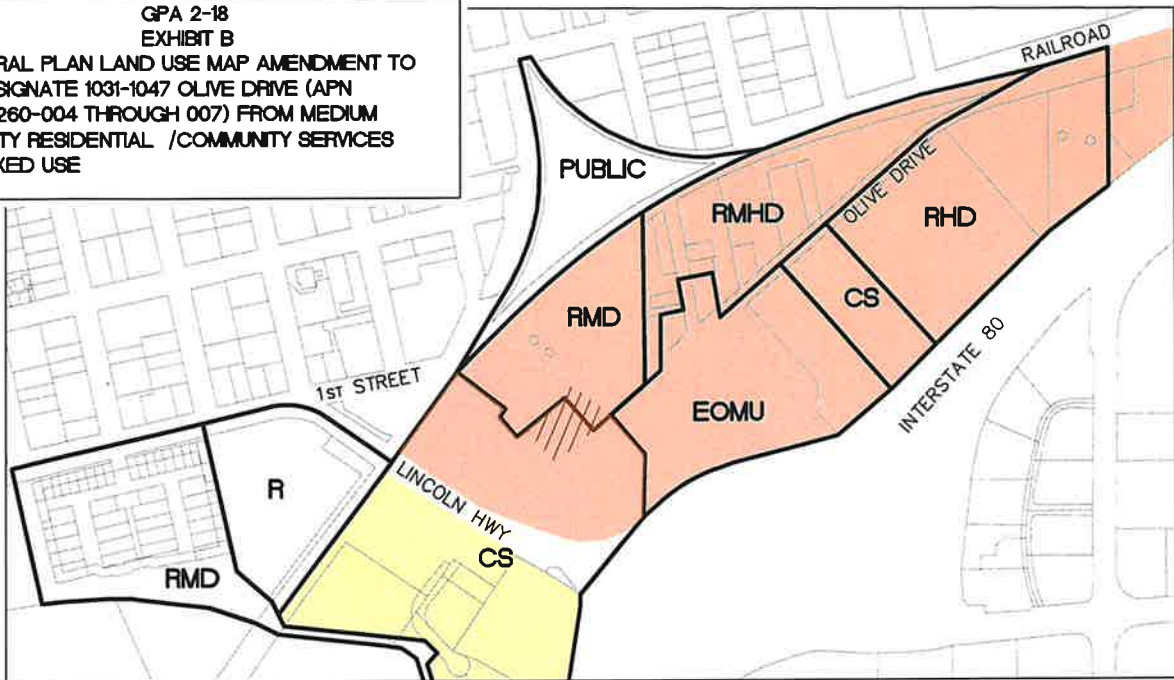 GPA 2-18
EXHIBIT B
RAL PLAN LAND USE MAP AMENDMENT TO
SIGNATE 1031-1047 OLIVE DRIVE (APN
260-004 THROUGH 007) FROM MEDIUM
TY RESIDENTIAL /COMMUNITY SERVICES
XED USE
RAILROAD
PUBLIC
RMHD
OLIVE DRIVE
RHD
CS
RMD
INTERSTATE 80
1st STREET
EOMU
R
LINCOLN HWY
CS
RMD